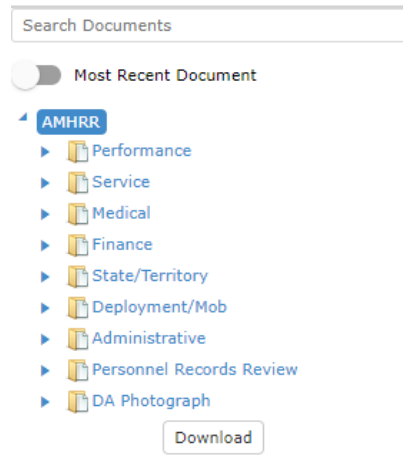 Search Documents
Most Recent Document
AMHRR
Performance
Service
Medical
Finance
State/Territory
Deployment/Mob
Administrative
Personnel Records Review
DA Photograph
Download